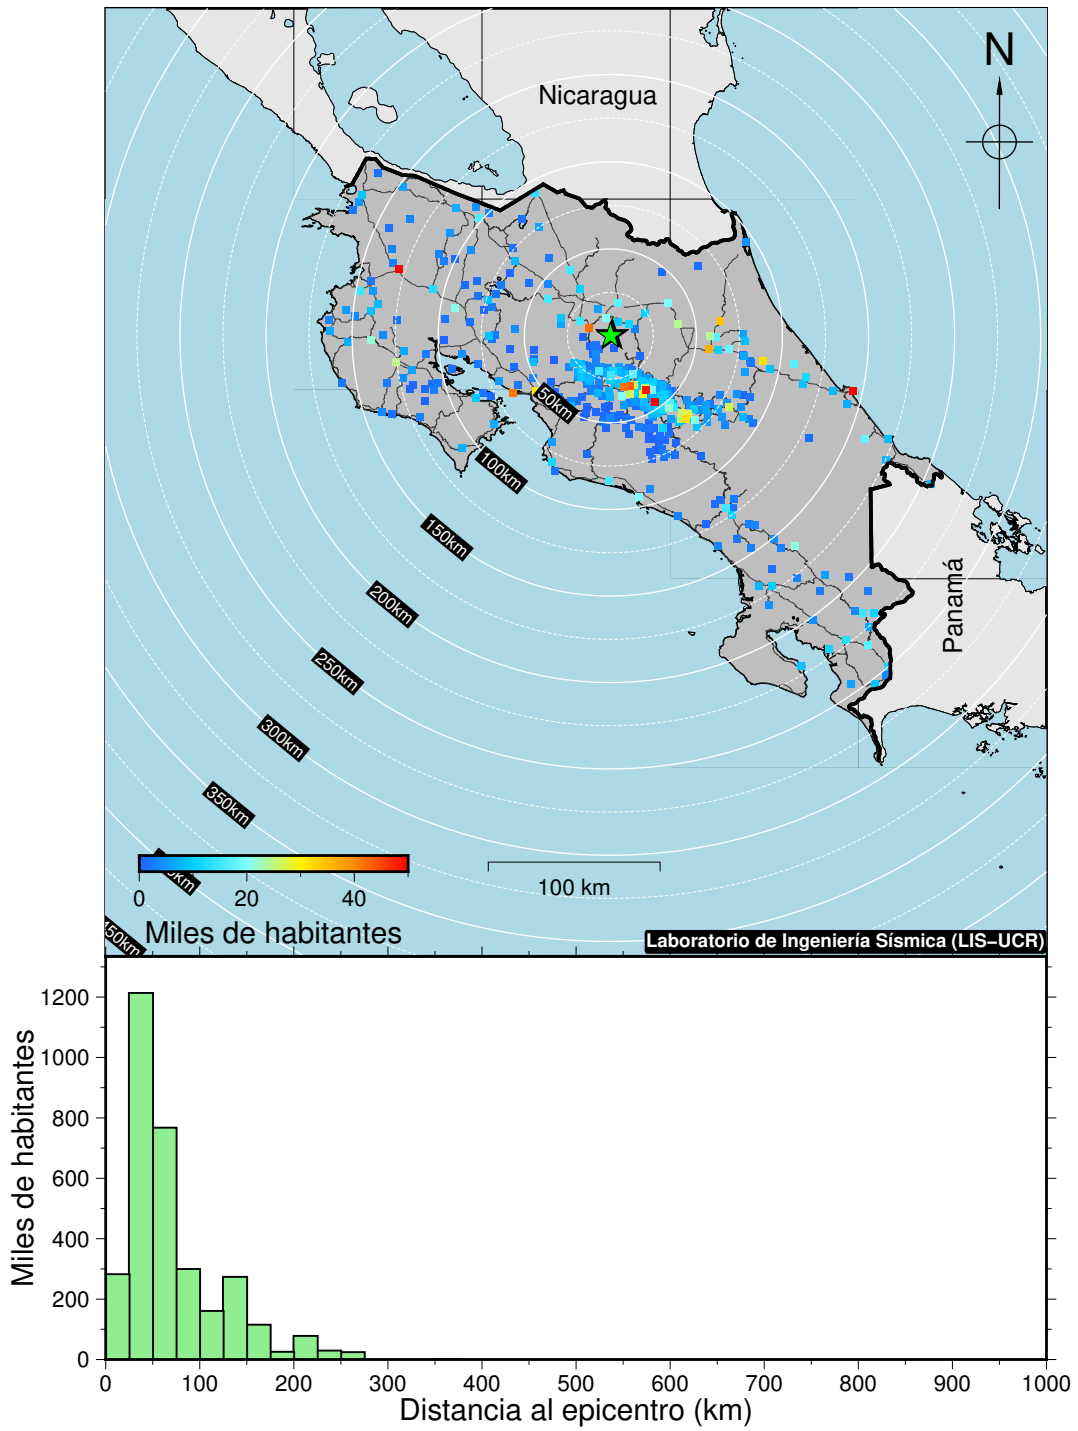 N
Nicaragua
Panamá
50km
100km
150km
200km
250km
300km
350km
450km
0 20 40
Miles de habitantes
100 km
Laboratorio de Ingeniería Sísmica (LIS−UCR)
Miles de habitantes
1200
1000
800
600
400
200
0
0 100 200 300 400 500 600 700 800 900 1000
Distancia al epicentro (km)